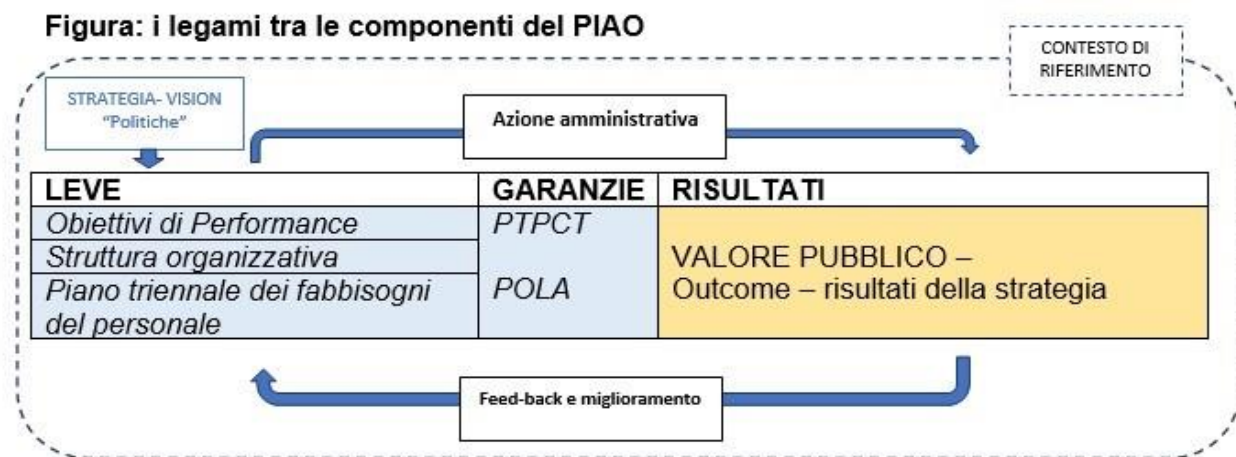 Figura: i legami tra le componenti del PIAO
CONTESTO DI
RIFERIMENTO
STRATEGIA- VISION
“Politiche”
Azione amministrativa
LEVE
GARANZIE
RISULTATI
Obiettivi di Performance
PTPCT
Struttura organizzativa
VALORE PUBBLICO –
Piano triennale dei fabbisogni
POLA
Outcome – risultati della strategia
del personale
Feed-back e miglioramento